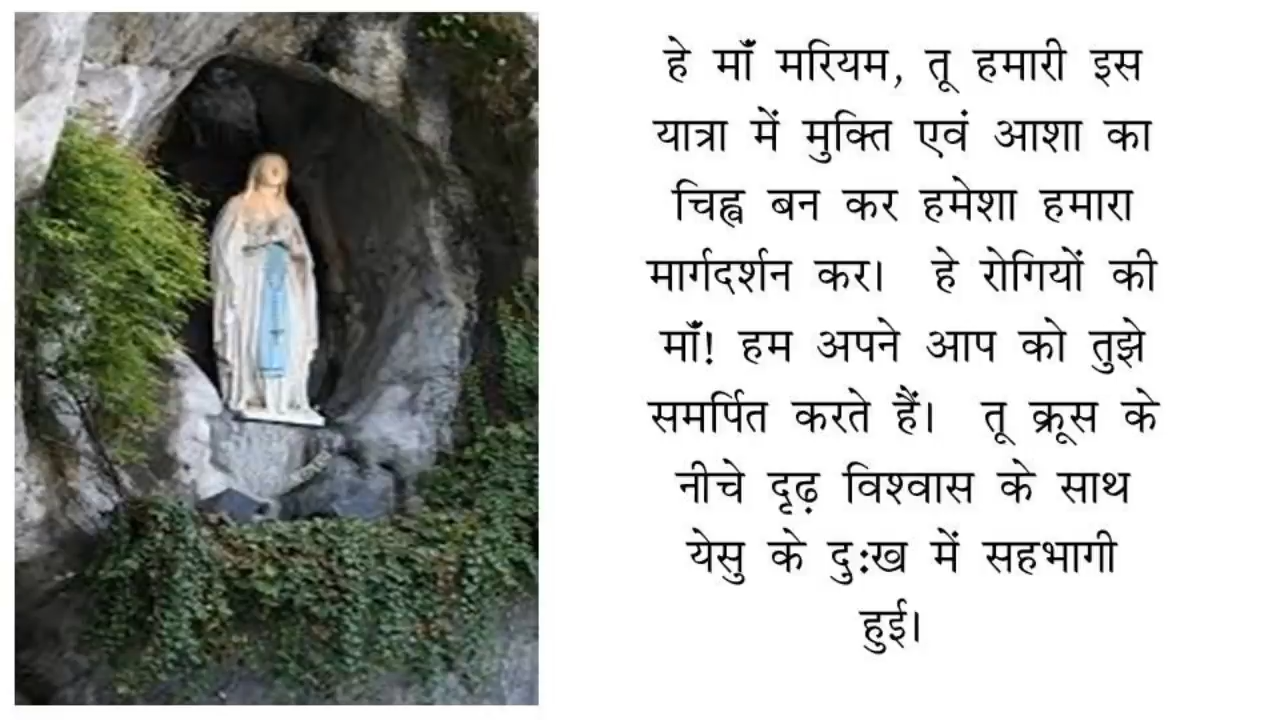 हे माँ मरियम, तू हमारी इस
यात्रा में मुक्ति एवं आशा का
चिह्न बन कर हमेशा हमारा
मार्गदर्शन कर। हे रोगियों की
माँ! हम अपने आप को तुझे
समर्पित करते हैं। तू क्रूस के
नीचे दृढ़ विश्वास के साथ
येसु के दु:ख में सहभागी
हुई।